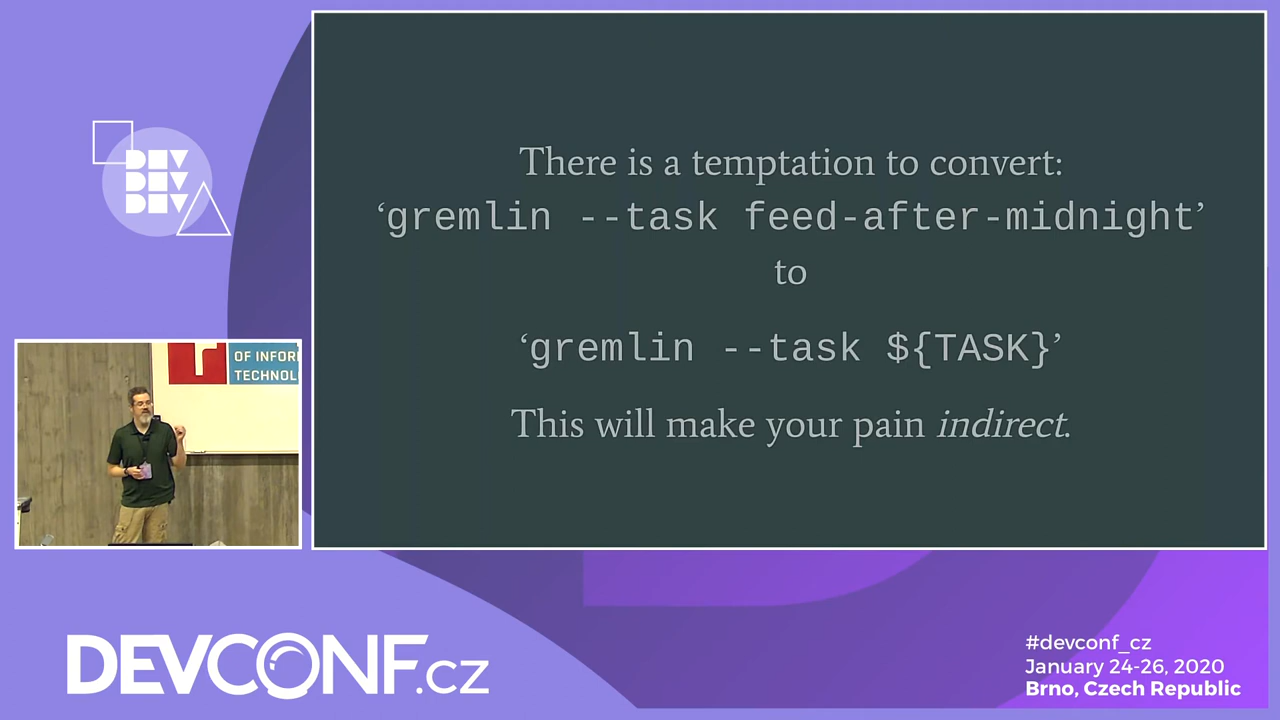 DEV
DEV
DEV
There is a temptation to convert:
‘gremlin --task feed-after-midnight’
to
‘gremlin --task ${TASK}’
This will make your pain indirect.
OF INFOR
TECHNOL
DEVCONF.CZ
#devconf_cz
January 24-26, 2020
Brno, Czech Republic